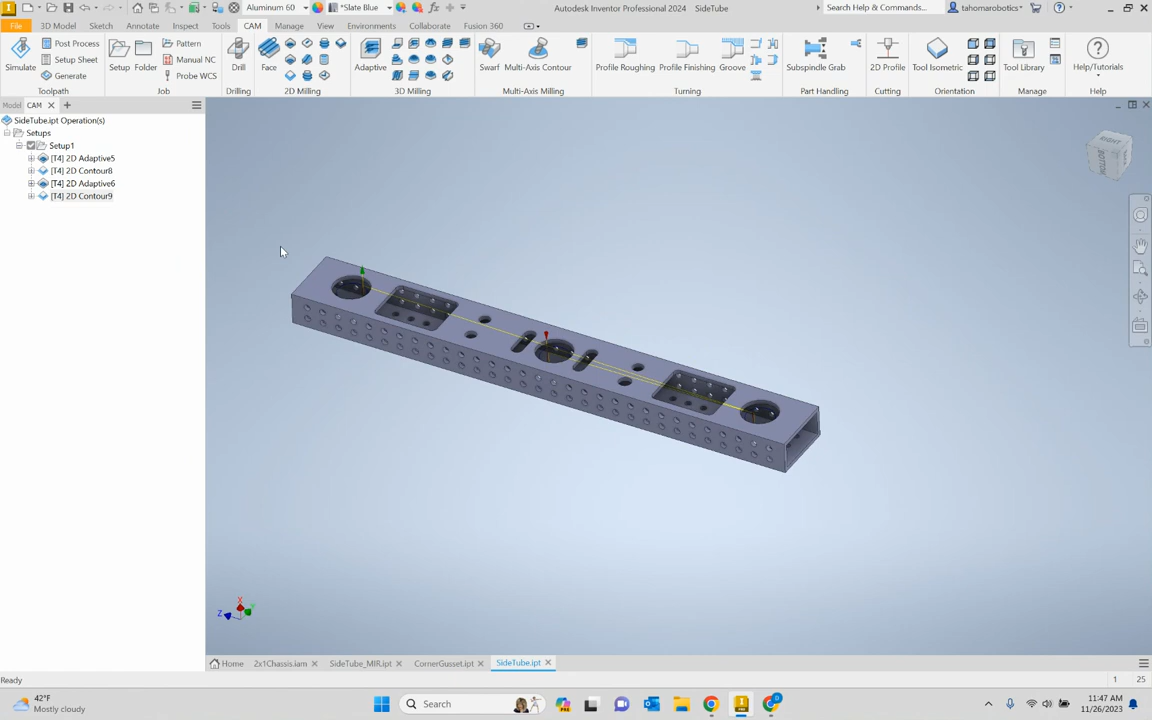 Aluminum 60
*Slate Blue
Autodesk Inventor Professional 2024
SideTube
Search Help & Commands...
tahomarobotics
File
3D Model
Sketch
Annotate
Inspect
Tools
CAM
Manage
View
Environments
Collaborate
Fusion 360
Simulate
Post Process
Setup Sheet
Generate
Toolpath
Setup
Folder
Pattern
Manual NC
Probe WCS
Job
Drill
Drilling
Face
2D Milling
Adaptive
3D Milling
Swarf
Multi-Axis Contour
Multi-Axis Milling
Profile Roughing
Profile Finishing
Groove
Turning
Subspindle Grab
Part Handling
2D Profile
Cutting
Tool Isometric
Orientation
Tool Library
Manage
Help/Tutorials
Help
Model
CAM
SideTube.ipt Operation(s)
Setups
Setup1
[T4] 2D Adaptive5
[T4] 2D Contour8
[T4] 2D Adaptive6
[T4] 2D Contour9
RIGHT
BOTTOM
X
Z
Home
2x1Chassis.iam
SideTube_MIR.ipt
CornerGusset.ipt
SideTube.ipt
Ready
1
25
42°F
Mostly cloudy
Search
11:47 AM
11/26/2023